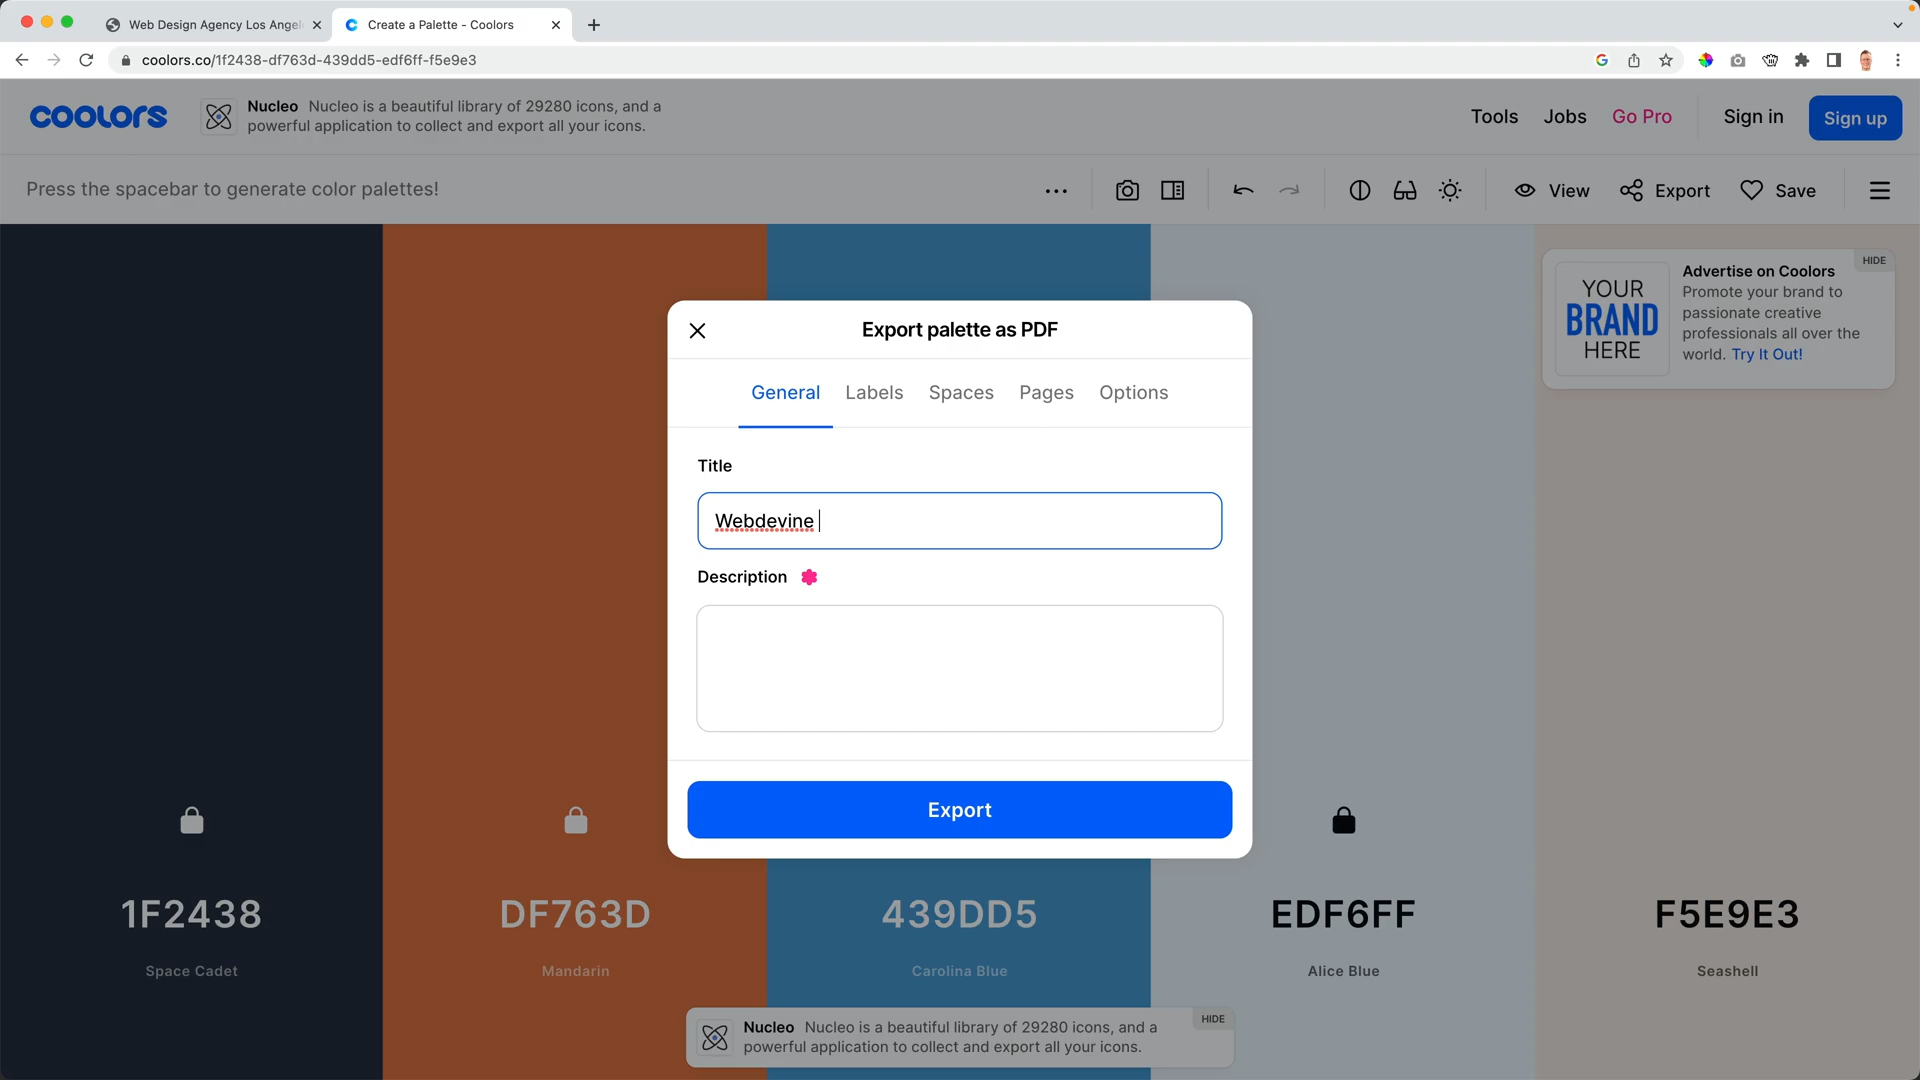 Web Design Agency Los Angel
Create a Palette - Coolors
coolors.co/1f2438-df763d-439dd5-edf6ff-f5e9e3
coolors
Nucleo Nucleo is a beautiful library of 29280 icons, and a
powerful application to collect and export all your icons.
Tools
Jobs
Go Pro
Sign in
Sign up
Press the spacebar to generate color palettes!
View
Export
Save
HIDE
YOUR
BRAND
HERE
Advertise on Coolors
Promote your brand to
passionate creative
professionals all over the
world. Try It Out!
Export palette as PDF
General
Labels
Spaces
Pages
Options
Title
Webdevine
Description
Export
1F2438
DF763D
439DD5
EDF6FF
F5E9E3
Space Cadet
Mandarin
Carolina Blue
Alice Blue
Seashell
HIDE
Nucleo Nucleo is a beautiful library of 29280 icons, and a
powerful application to collect and export all your icons.